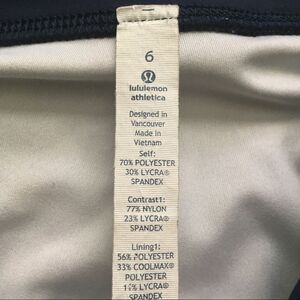 6
lululemon
athletica
Designed in
Vancouver
Made in
Vietnam
Self:
70% POLYESTER
30% LYCRA®
SPANDEX
Contrast1:
77% NYLON
23% LYCRA®
SPANDEX
Lining1:
56% POLYESTER
33% COOLMAX®
POLYESTER
LYCRA®
SPANDEX